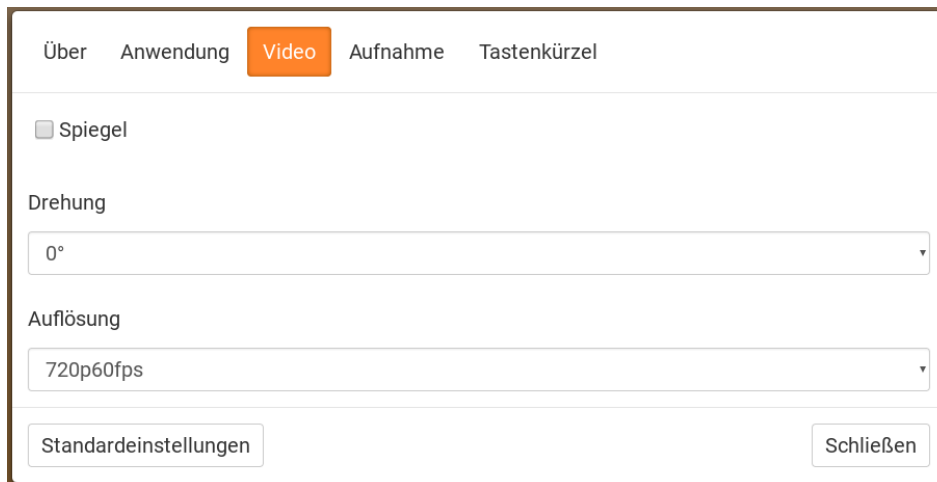 Über Anwendung Video Aufnahme Tastenkürzel
Spiegel
Drehung
0°
Auflösung
720p60fps
Standardeinstellungen Schließen